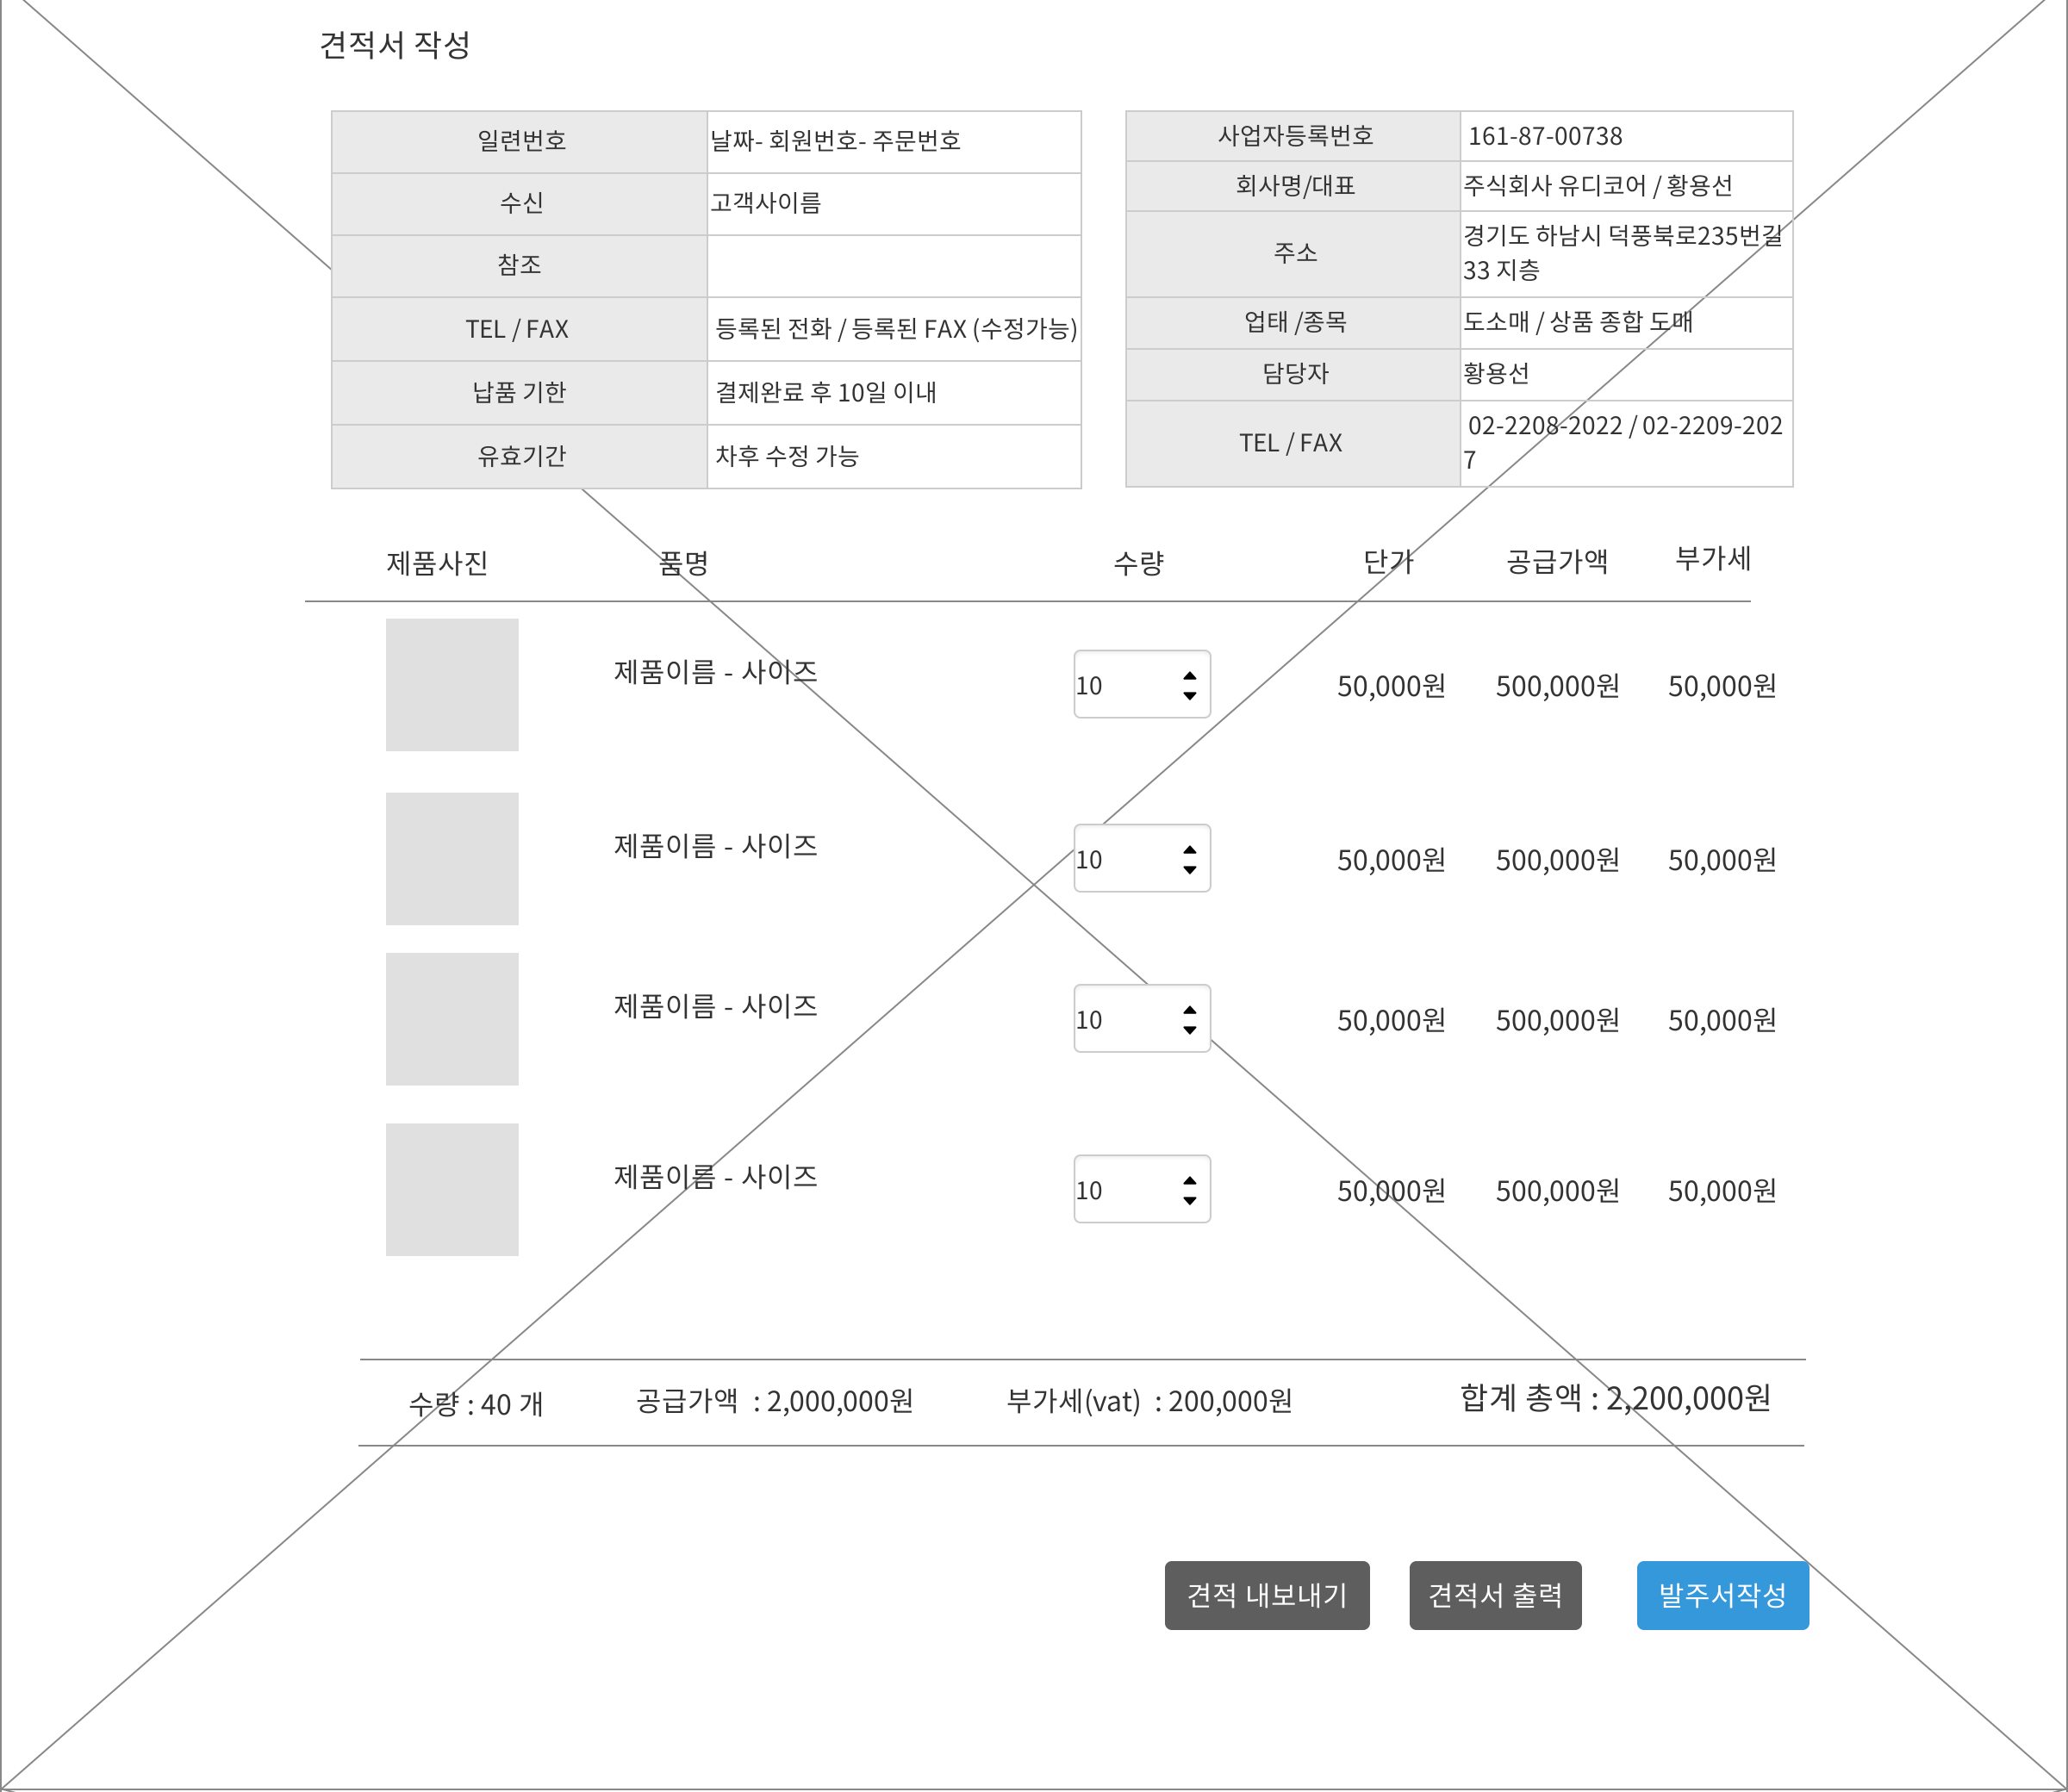 견적서 작성
일련번호 날짜- 회원번호- 주문번호
수신 고객사이름
참조
TEL / FAX 등록된 전화 / 등록된 FAX (수정가능)
납품 기한 결제완료 후 10일 이내
유효기간 차후 수정 가능
사업자등록번호 161-87-00738
회사명/대표 주식회사 유디코어 / 황용선
주소 경기도 하남시 덕풍북로235번길
33 지층
업태 /종목 도소매 / 상품 종합 도매
담당자 황용선
TEL / FAX 02-2208-2022 / 02-2209-202
7
제품사진 품명 수량 단가 공급가액 부가세
제품이름 - 사이즈 10 50,000원 500,000원 50,000원
제품이름 - 사이즈 10 50,000원 500,000원 50,000원
제품이름 - 사이즈 10 50,000원 500,000원 50,000원
제품이름 - 사이즈 10 50,000원 500,000원 50,000원
수량 : 40 개 공급가액 : 2,000,000원 부가세(vat) : 200,000원 합계 총액 : 2,200,000원
견적 내보내기 견적서 출력 발주서작성